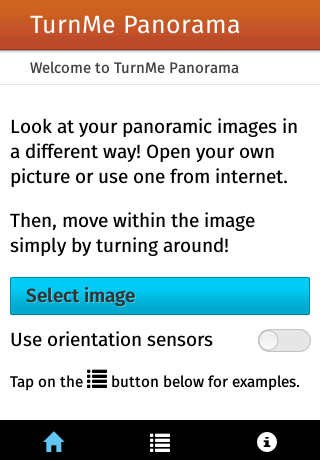 TurnMe Panorama
Welcome to TurnMe Panorama
Look at your panoramic images in
a different way! Open your own
picture or use one from internet.
Then, move within the image
simply by turning around!
Select image
Use orientation sensors
Tap on the button below for examples.